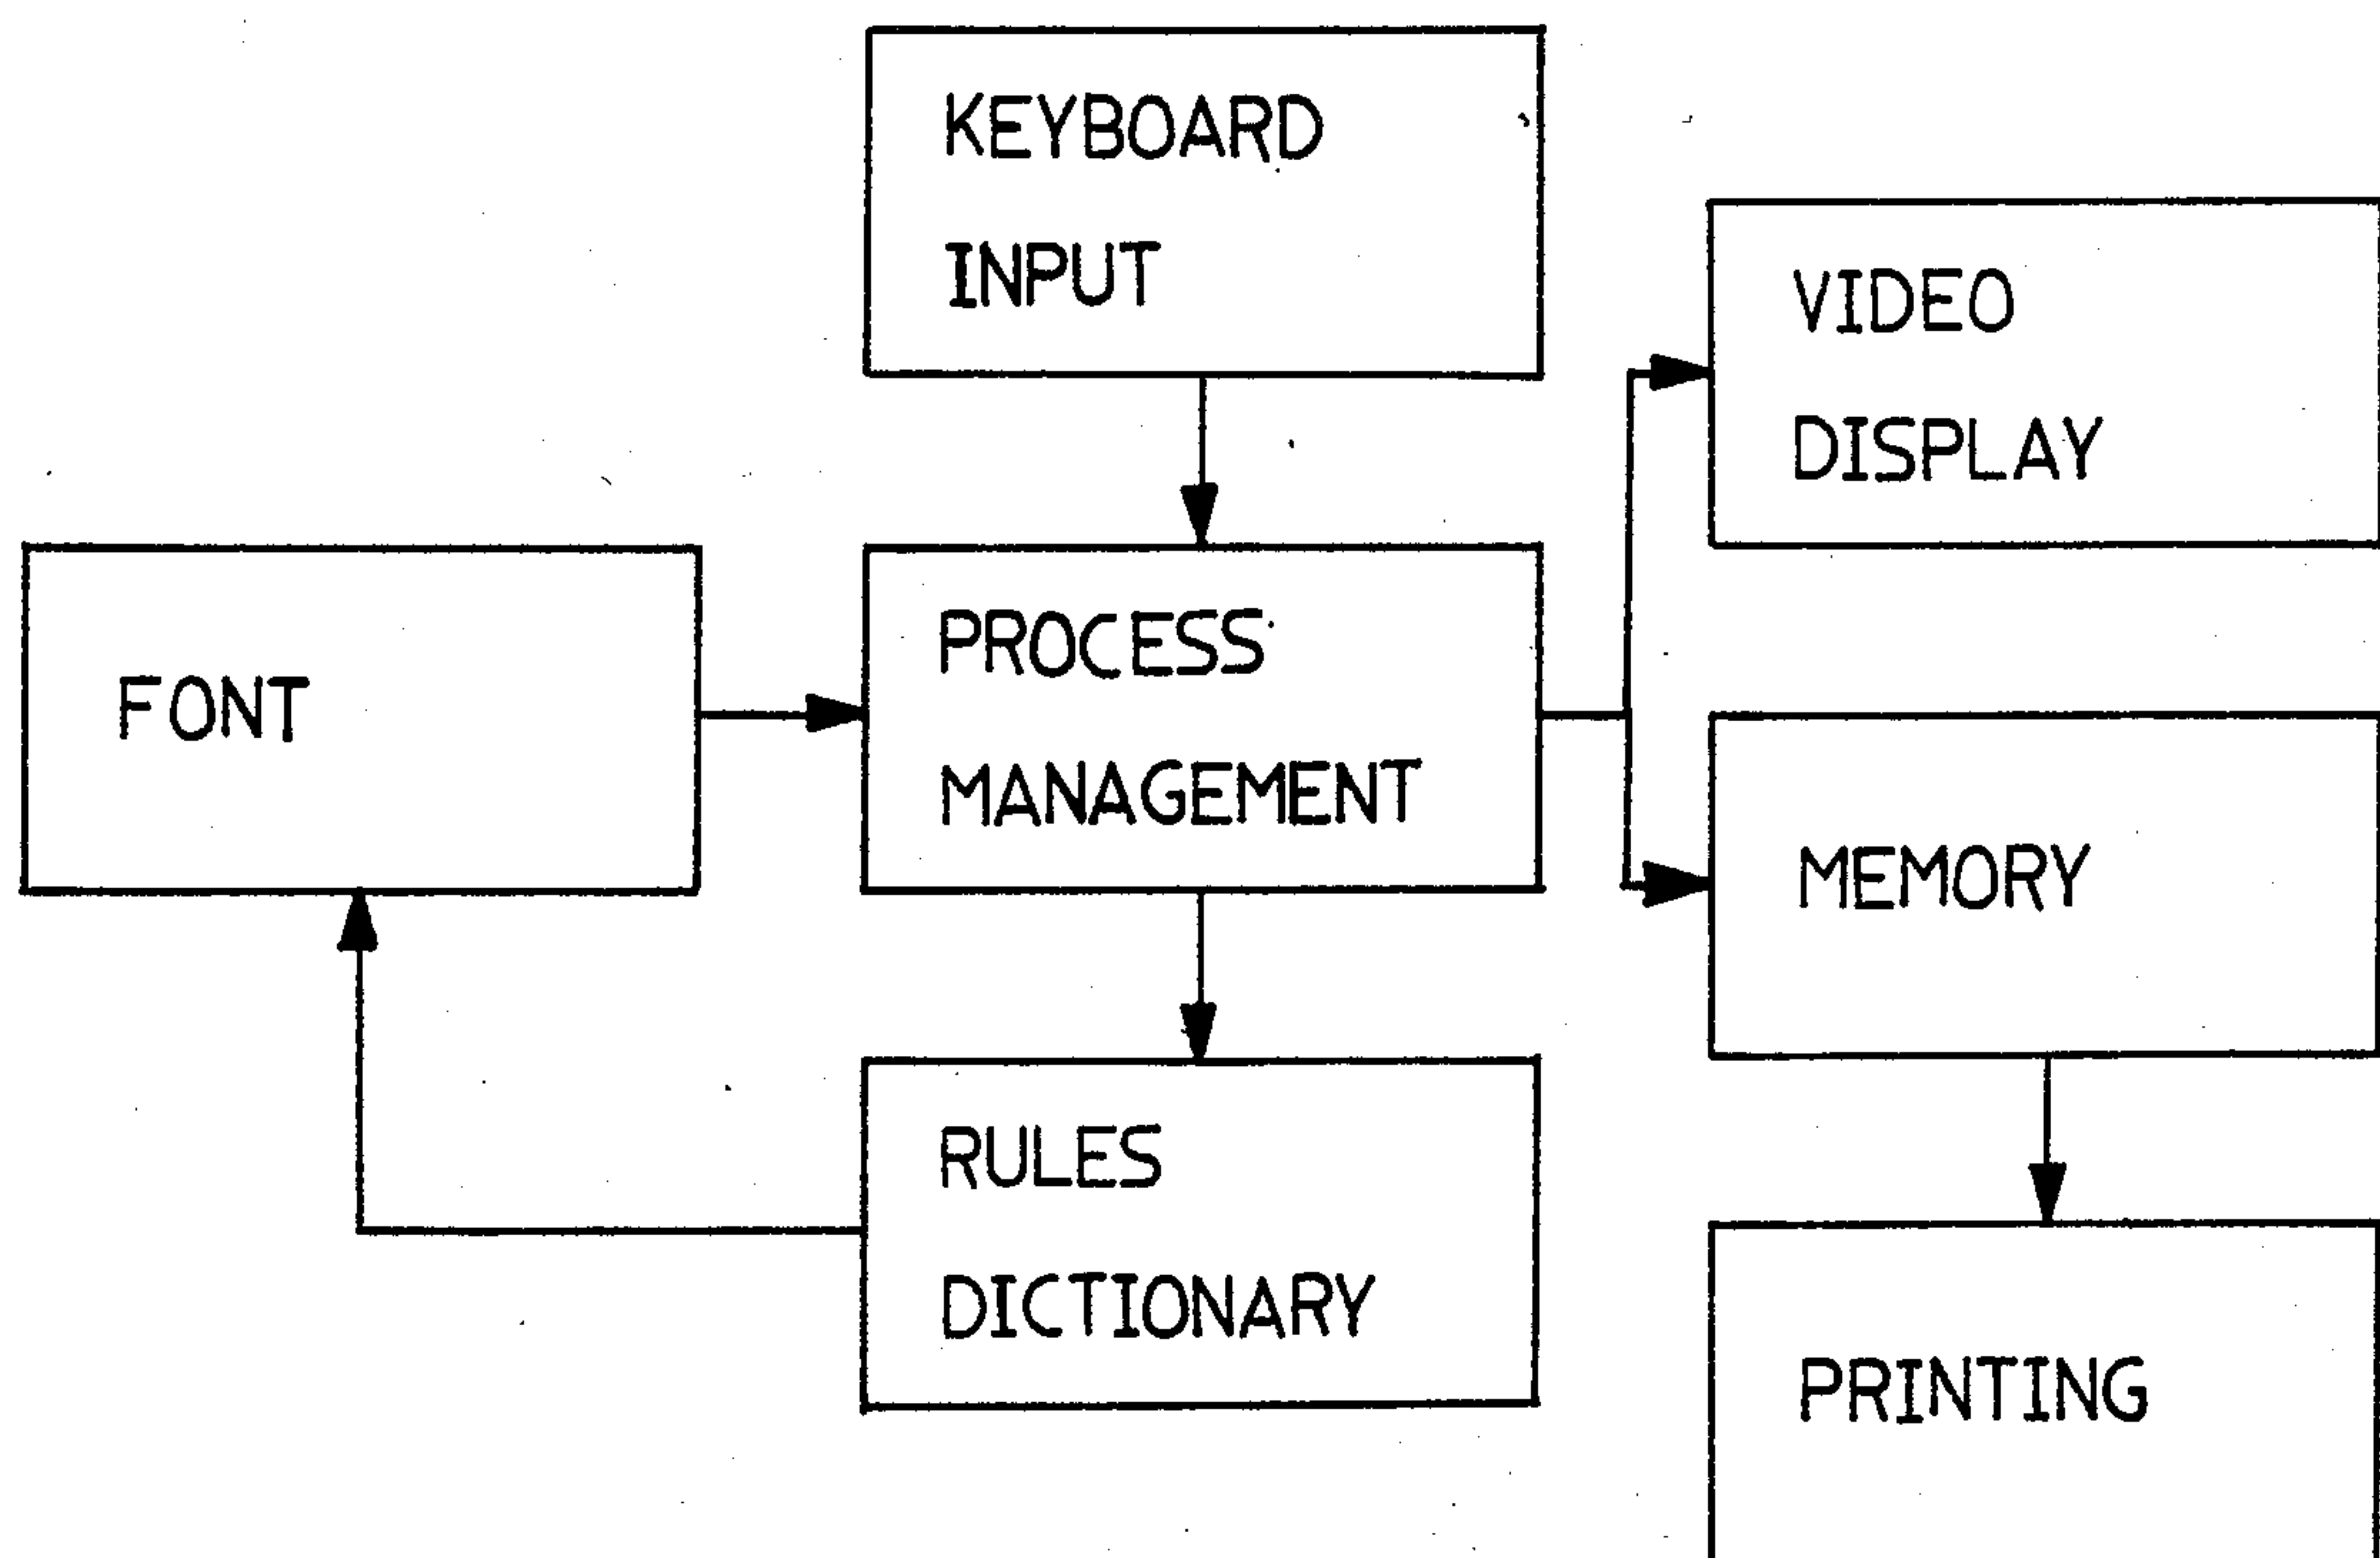 KEYBOARD
INPUT
VIDEO
DISPLAY
FONT
PROCESS
MANAGEMENT
MEMORY
RULES
DICTIONARY
PRINTING